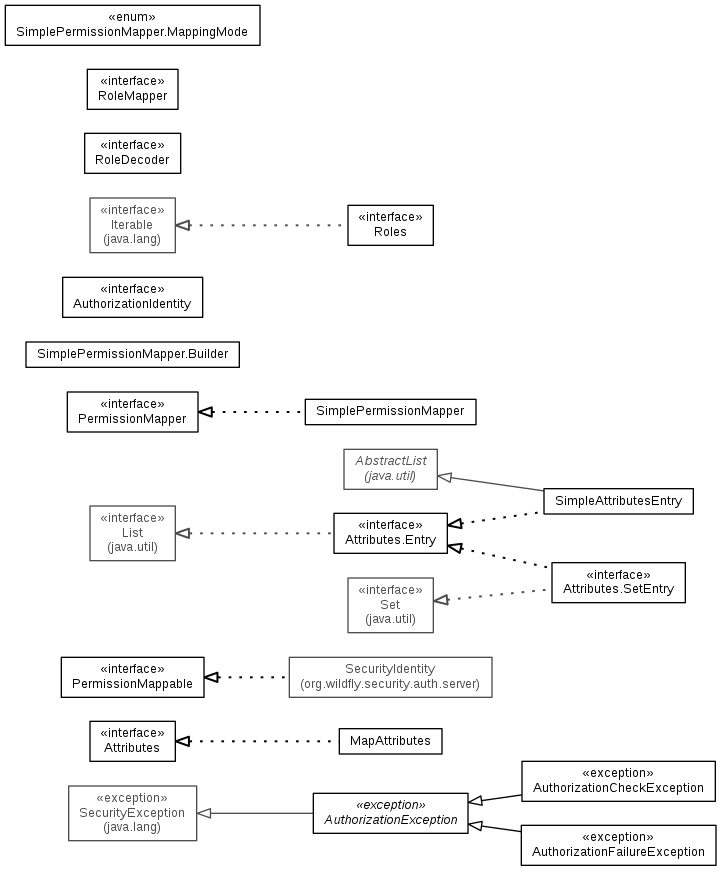 «enum»
SimplePermissionMapper.MappingMode
«interface»
RoleMapper
«interface»
RoleDecoder
«interface»
Iterable
(java.lang)
«interface»
Roles
«interface»
AuthorizationIdentity
SimplePermissionMapper.Builder
«interface»
PermissionMapper
SimplePermissionMapper
AbstractList
(java.util)
SimpleAttributesEntry
«interface»
List
(java.util)
«interface»
Attributes.Entry
«interface»
Attributes.SetEntry
«interface»
Set
(java.util)
«interface»
PermissionMappable
SecurityIdentity
(org.wildfly.security.auth.server)
«interface»
Attributes
MapAttributes
«exception»
SecurityException
(java.lang)
«exception»
AuthorizationException
«exception»
AuthorizationCheckException
«exception»
AuthorizationFailureException